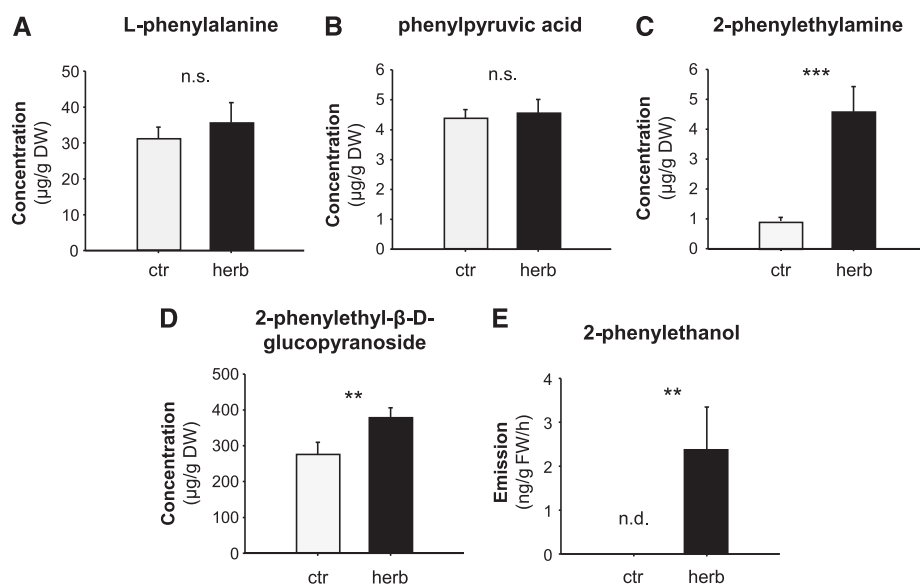 A
L-phenylalanine
Concentration
(µg/g DW)
50
40
30
20
10
0
n.s.
ctr
herb
B
phenylpyruvic acid
Concentration
(µg/g DW)
6
5
4
3
2
1
0
n.s.
ctr
herb
C
2-phenylethylamine
Concentration
(µg/g DW)
6
5
4
3
2
1
0
***
ctr
herb
D
2-phenylethyl-β-D-
glucopyranoside
Concentration
(µg/g DW)
500
400
300
200
100
0
**
ctr
herb
E
2-phenylethanol
Emission
(ng/g FW/h)
4
3
2
1
0
**
n.d.
ctr
herb